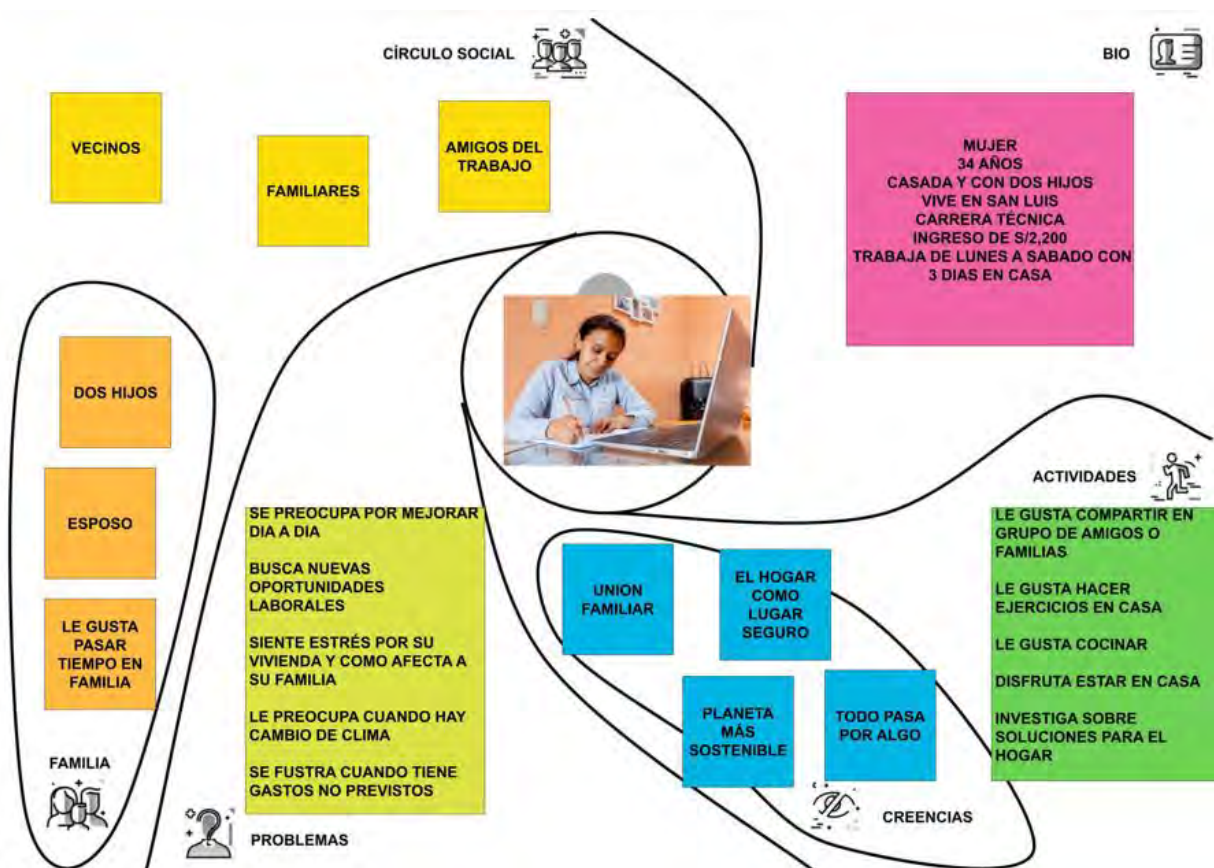 CÍRCULO SOCIAL
BIO
VECINOS
FAMILIARES
AMIGOS DEL
TRABAJO
MUJER
34 AÑOS
CASADA Y CON DOS HIJOS
VIVE EN SAN LUIS
CARRERA TÉCNICA
INGRESO DE S/2,200
TRABAJA DE LUNES A SABADO CON
3 DIAS EN CASA
DOS HIJOS
ESPOSO
LE GUSTA
PASAR
TIEMPO EN
FAMILIA
FAMILIA
SE PREOCUPA POR MEJORAR
DIA A DIA
BUSCA NUEVAS
OPORTUNIDADES
LABORALES
SIENTE ESTRÉS POR SU
VIVIENDA Y COMO AFECTA A
SU FAMILIA
LE PREOCUPA CUANDO HAY
CAMBIO DE CLIMA
SE FUSTRA CUANDO TIENE
GASTOS NO PREVISTOS
PROBLEMAS
UNION
FAMILIAR
EL HOGAR
COMO
LUGAR
SEGURO
PLANETA
MÁS
SOSTENIBLE
TODO PASA
POR ALGO
CREENCIAS
ACTIVIDADES
LE GUSTA COMPARTIR EN
GRUPO DE AMIGOS O
FAMILIAS
LE GUSTA HACER
EJERCICIOS EN CASA
LE GUSTA COCINAR
DISFRUTA ESTAR EN CASA
INVESTIGA SOBRE
SOLUCIONES PARA EL
HOGAR